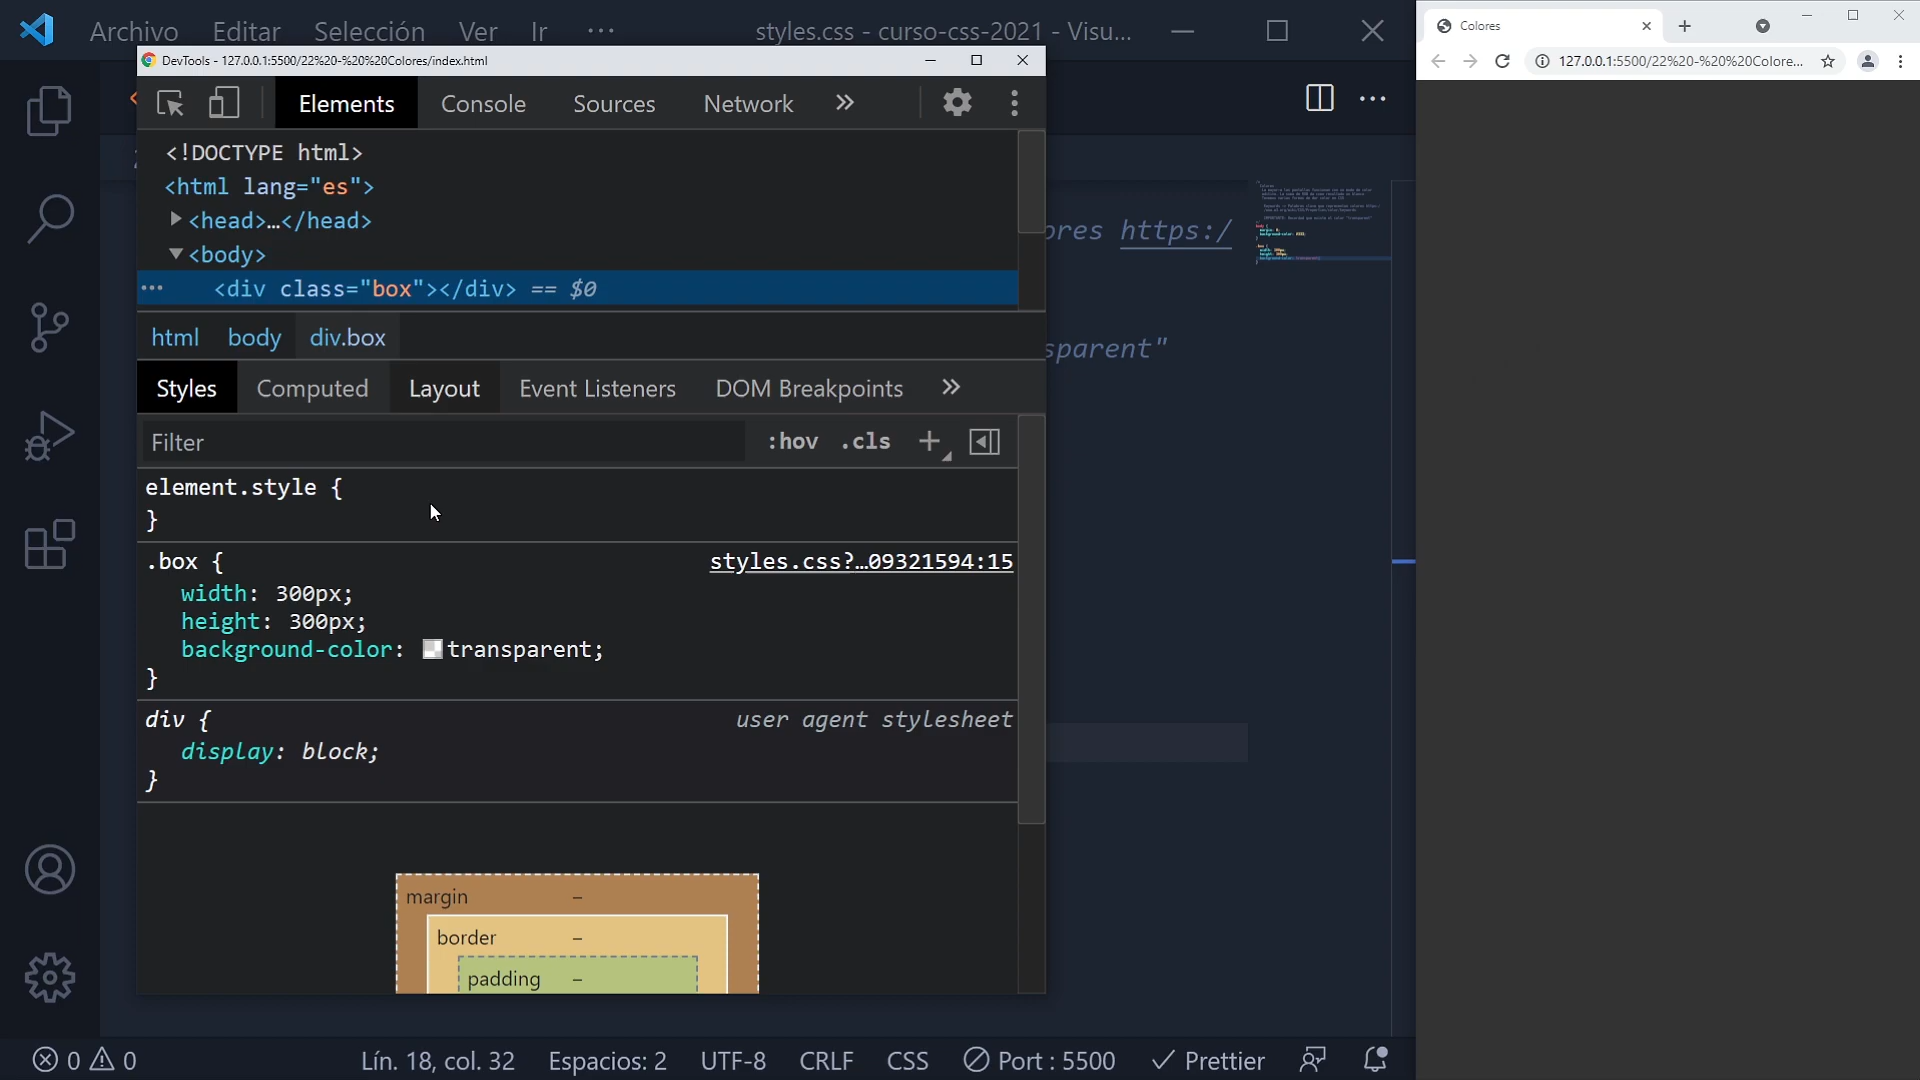 Archivo Editar Selección Ver Ir ··· styles.css - curso-css-2021 - Visu...
Colores
DevTools - 127.0.0.1:5500/22%20-%20%20Colores/index.html
127.0.0.1:5500/22%20-%20%20Colore...
Elements Console Sources Network »
<!DOCTYPE html>
<html lang="es">
<head>…</head>
<body>
<div class="box"></div> == $0
ores https:/
sparent"
html body div.box
Styles Computed Layout Event Listeners DOM Breakpoints »
Filter :hov .cls +
element.style {
}
.box { styles.css?…09321594:15
width: 300px;
height: 300px;
background-color: transparent;
}
div { user agent stylesheet
display: block;
}
margin –
border –
padding –
0 0 Lín. 18, col. 32 Espacios: 2 UTF-8 CRLF CSS Port : 5500 Prettier